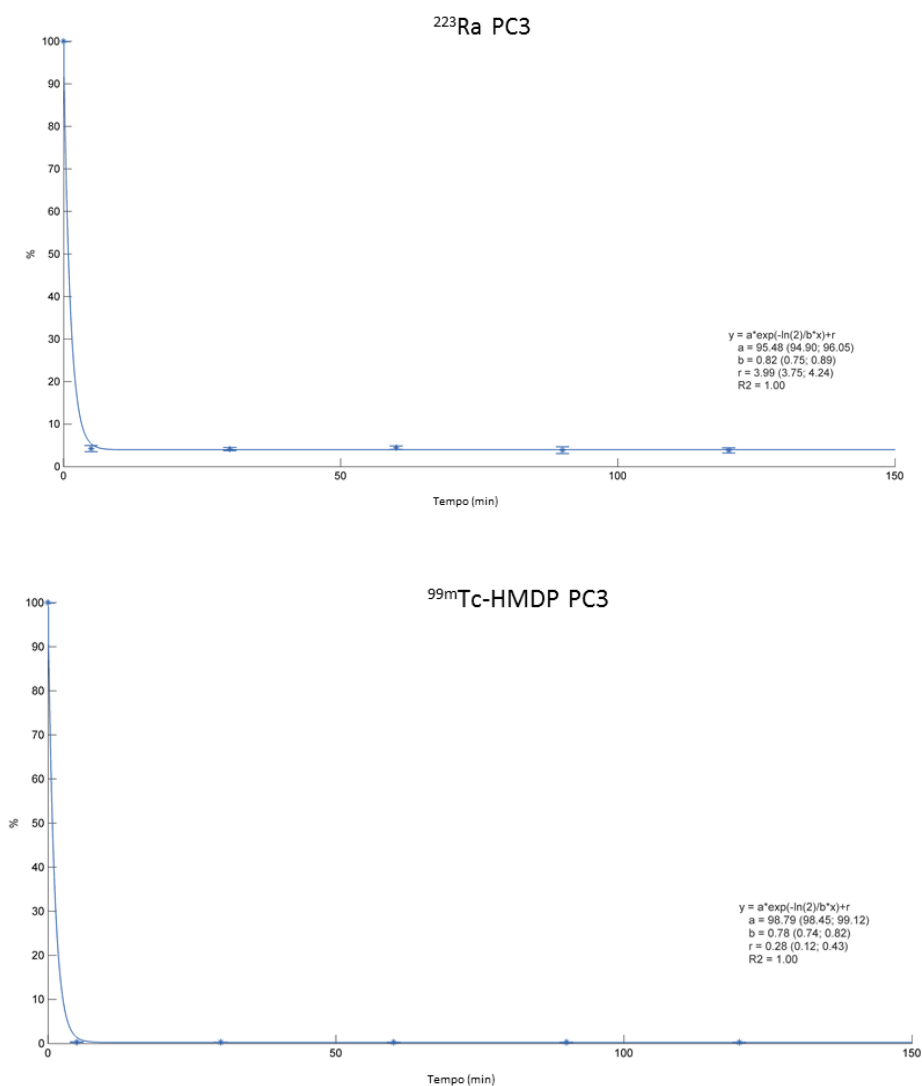 ²²³Ra PC3
100
90
80
70
60
50
40
30
20
10
0
%
y = a*exp(-ln(2)/b*x)+r
a = 95.48 (94.90; 96.05)
b = 0.82 (0.75; 0.89)
r = 3.99 (3.75; 4.24)
R2 = 1.00
0 50 100 150
Tempo (min)
⁹⁹ᵐTc-HMDP PC3
100
90
80
70
60
50
40
30
20
10
0
%
y = a*exp(-ln(2)/b*x)+r
a = 98.79 (98.45; 99.12)
b = 0.78 (0.74; 0.82)
r = 0.28 (0.12; 0.43)
R2 = 1.00
0 50 100 150
Tempo (min)